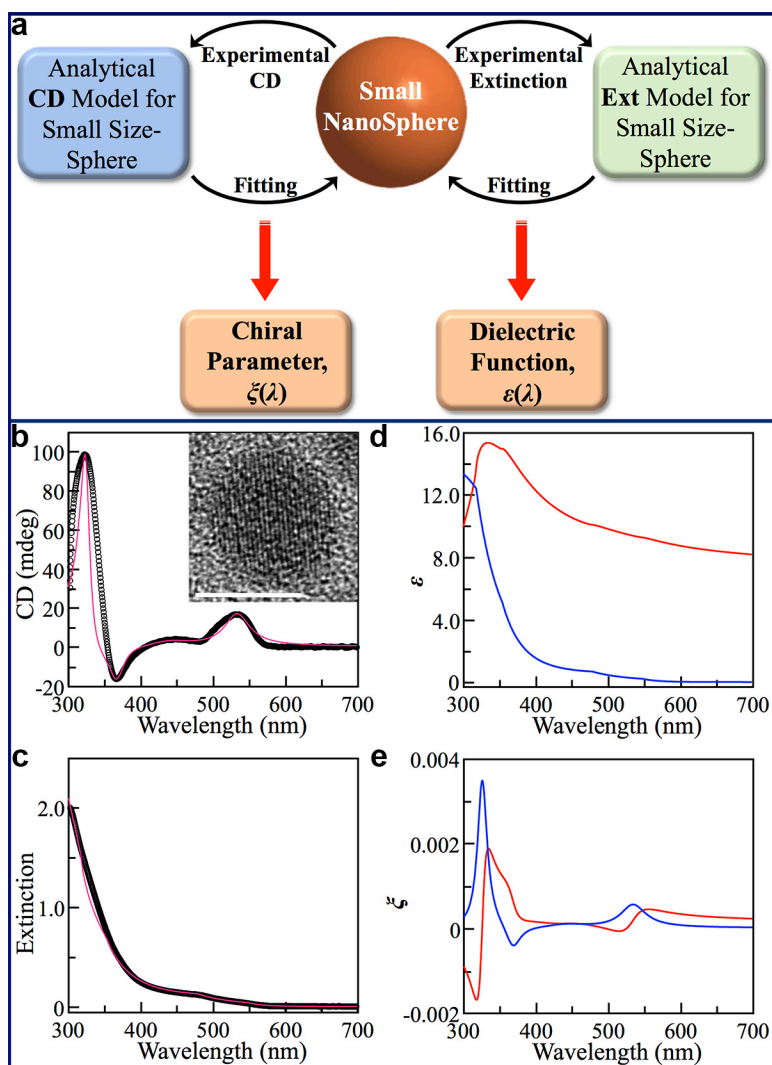 a
Experimental
CD
Experimental
Extinction
Analytical
CD Model for
Small Size-
Sphere
Small
NanoSphere
Analytical
Ext Model for
Small Size-
Sphere
Fitting
Fitting
Chiral
Parameter,
ξ(λ)
Dielectric
Function,
ε(λ)
b
100
80
60
40
20
0
-20
CD (mdeg)
300 400 500 600 700
Wavelength (nm)
d
16.0
12.0
8.0
4.0
0
ε
300 400 500 600 700
Wavelength (nm)
c
2.0
1.0
0.0
Extinction
300 400 500 600 700
Wavelength (nm)
e
0.004
0.002
0
-0.002
ξ
300 400 500 600 700
Wavelength (nm)